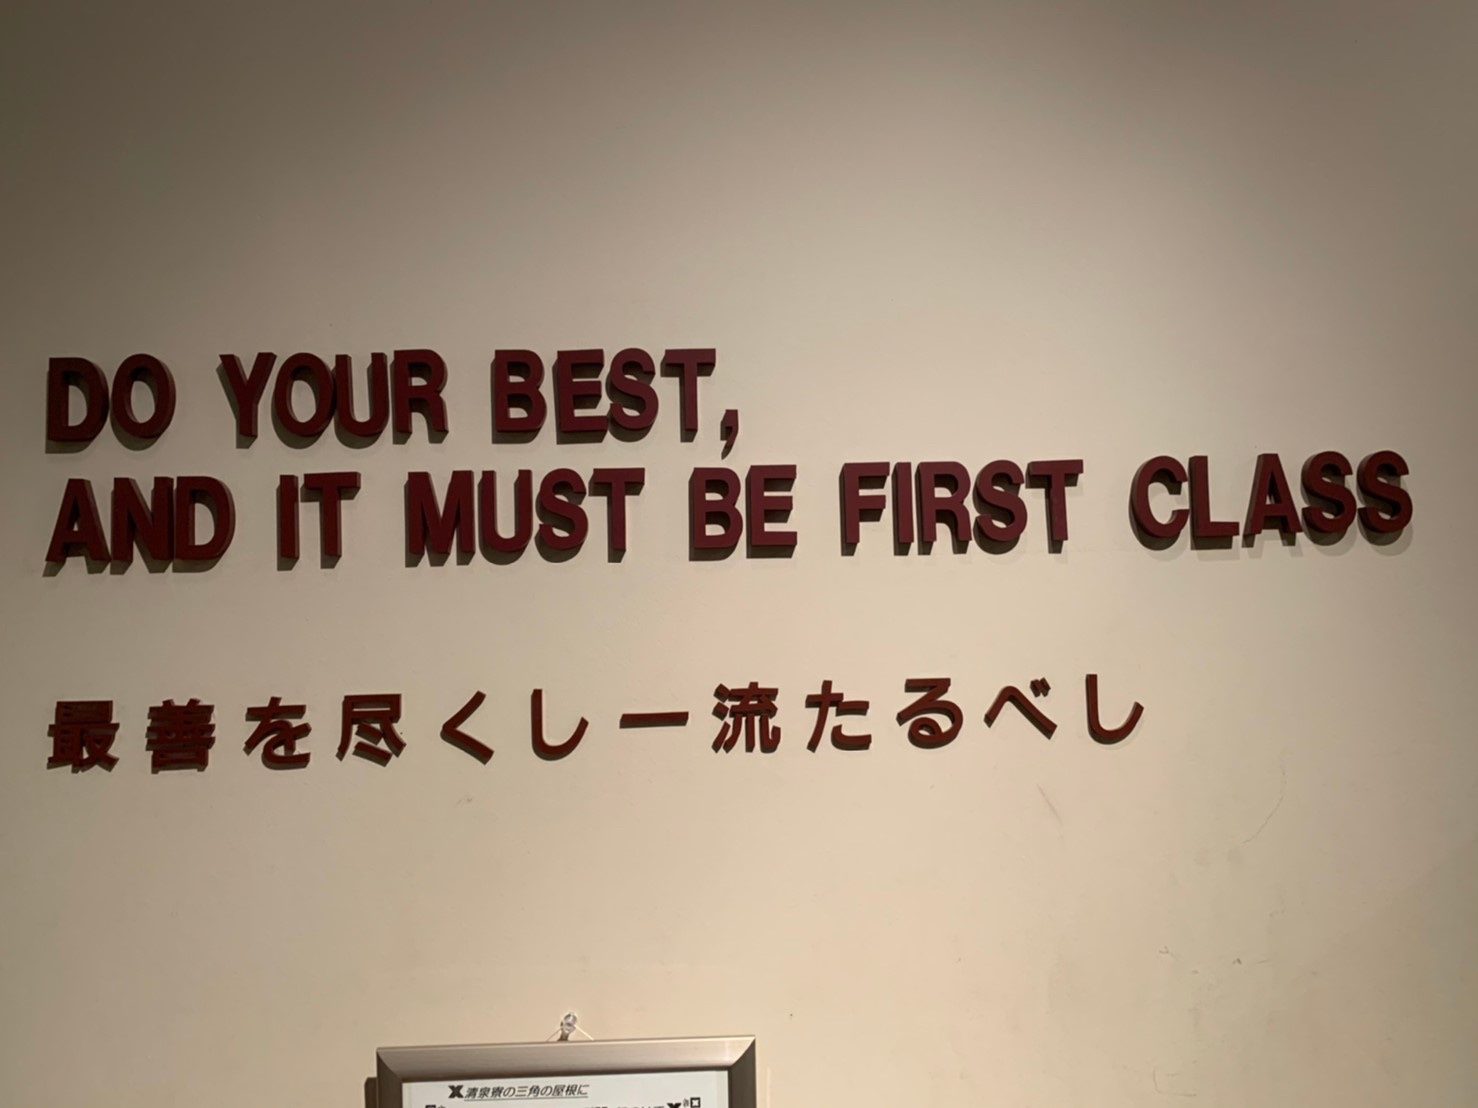 DO YOUR BEST,
AND IT MUST BE FIRST CLASS
最善を尽くし一流たるべし
清泉寮の三角の屋根に